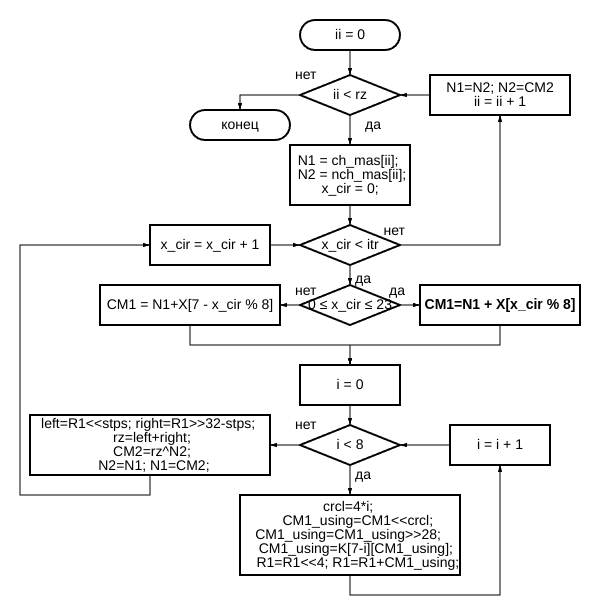 ii = 0
нет
ii < rz
N1=N2; N2=CM2
ii = ii + 1
конец
да
N1 = ch_mas[ii];
N2 = nch_mas[ii];
x_cir = 0;
нет
x_cir = x_cir + 1
x_cir < itr
да
нет
да
CM1 = N1+X[7 - x_cir % 8]
0 ≤ x_cir ≤ 23
CM1=N1 + X[x_cir % 8]
i = 0
нет
left=R1<<stps; right=R1>>32-stps;
rz=left+right;
CM2=rz^N2;
N2=N1; N1=CM2;
i < 8
i = i + 1
да
crcl=4*i;
CM1_using=CM1<<crcl;
CM1_using=CM1_using>>28;
CM1_using=K[7-i][CM1_using];
R1=R1<<4; R1=R1+CM1_using;